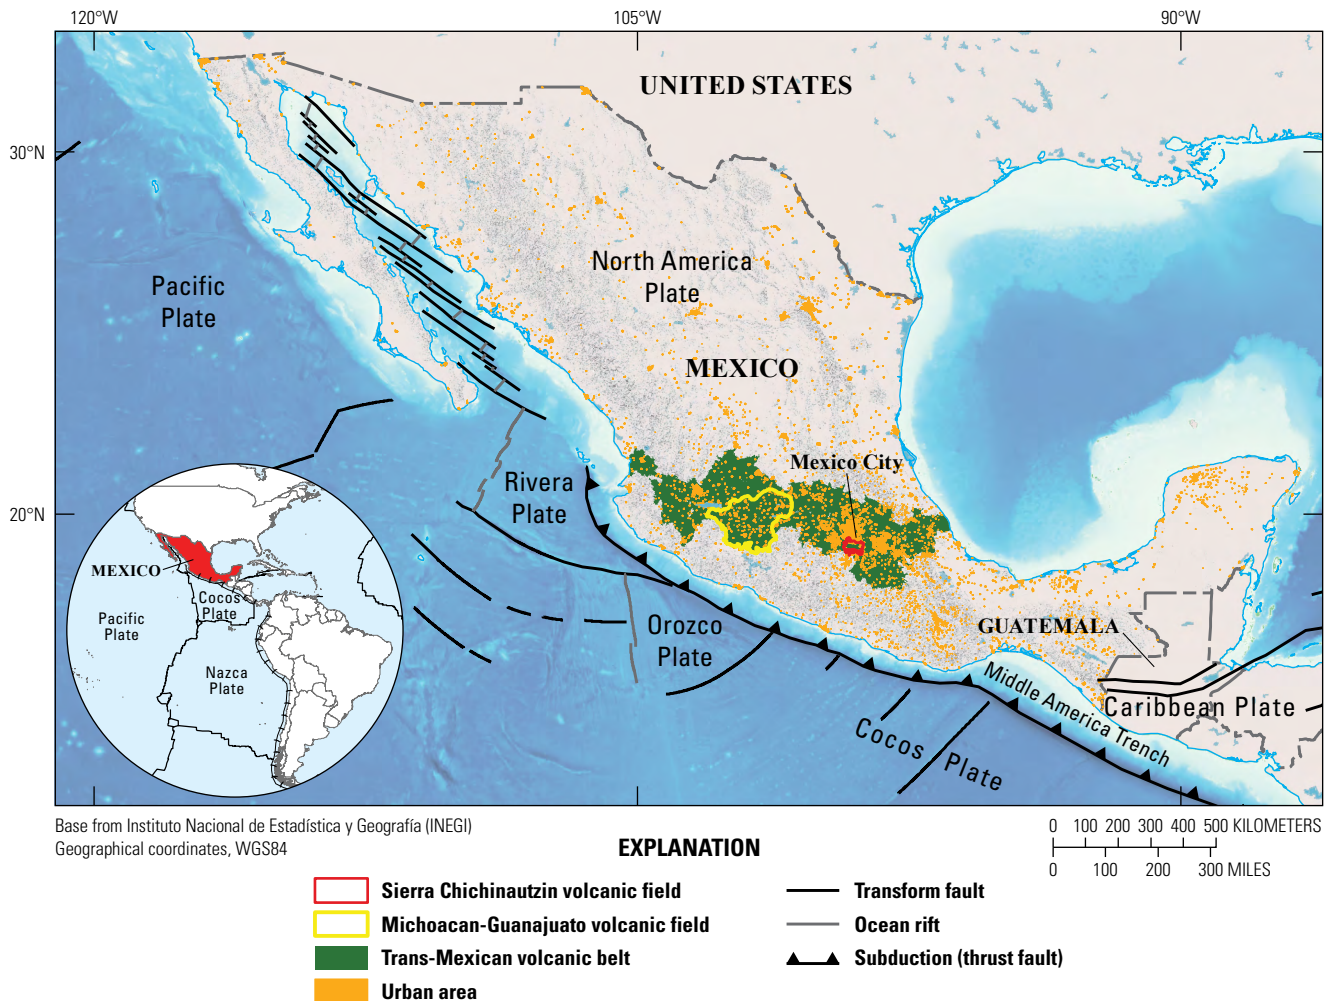 120°W
105°W
90°W
30°N
20°N
UNITED STATES
North America
Plate
Pacific
Plate
MEXICO
Mexico City
Rivera
Plate
Orozco
Plate
GUATEMALA
Middle America Trench
Caribbean Plate
Cocos Plate
MEXICO
Cocos
Plate
Pacific
Plate
Nazca
Plate
Base from Instituto Nacional de Estadística y Geografía (INEGI)
Geographical coordinates, WGS84
0 100 200 300 400 500 KILOMETERS
0 100 200 300 MILES
EXPLANATION
Sierra Chichinautzin volcanic field
Michoacan-Guanajuato volcanic field
Trans-Mexican volcanic belt
Urban area
Transform fault
Ocean rift
Subduction (thrust fault)